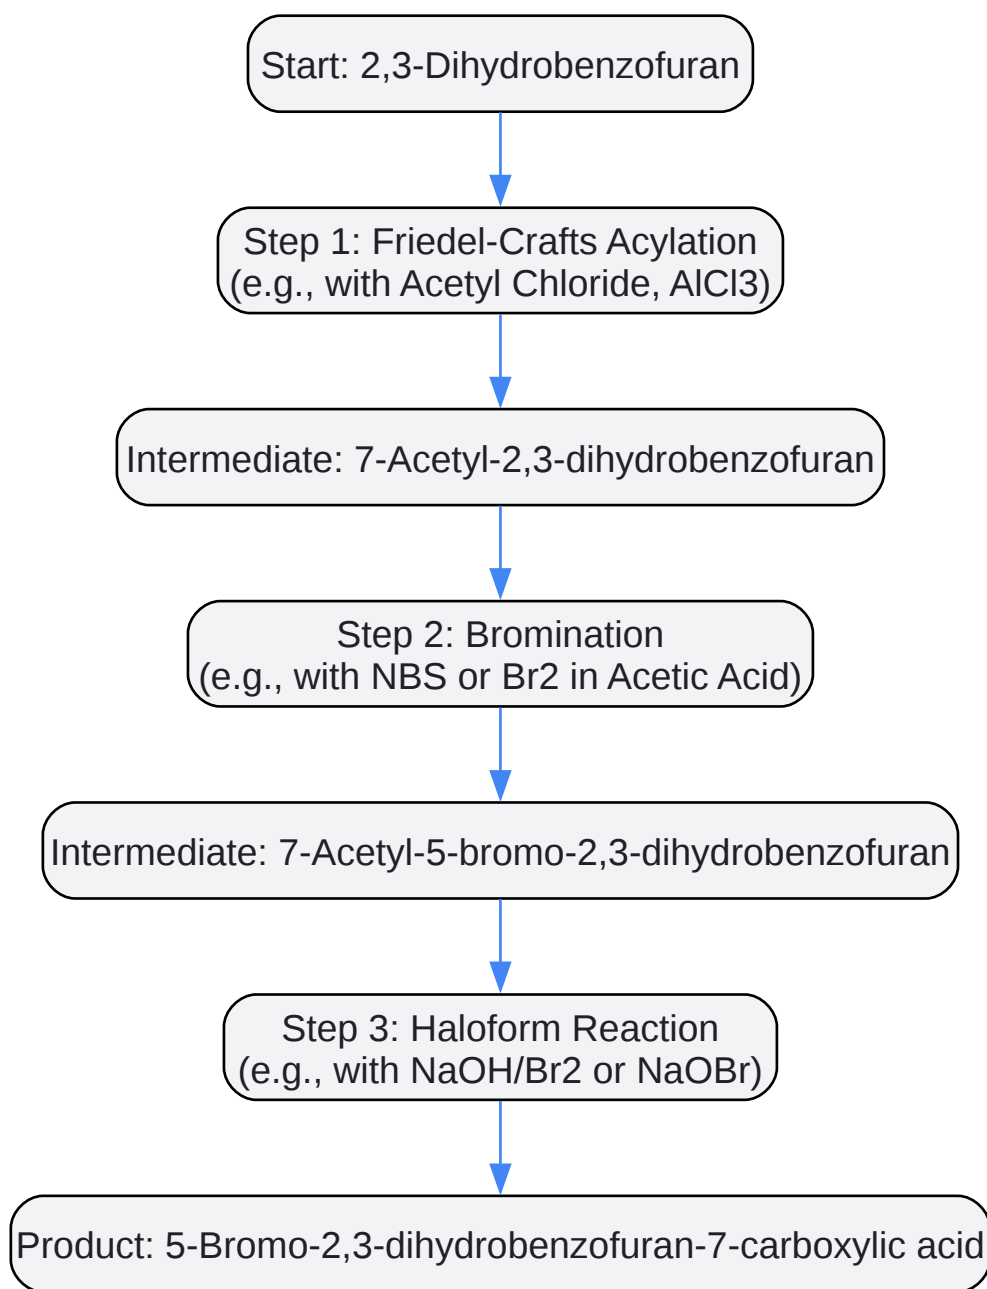 Start: 2,3-Dihydrobenzofuran
Step 1: Friedel-Crafts Acylation
(e.g., with Acetyl Chloride, AlCl3)
Intermediate: 7-Acetyl-2,3-dihydrobenzofuran
Step 2: Bromination
(e.g., with NBS or Br2 in Acetic Acid)
Intermediate: 7-Acetyl-5-bromo-2,3-dihydrobenzofuran
Step 3: Haloform Reaction
(e.g., with NaOH/Br2 or NaOBr)
Product: 5-Bromo-2,3-dihydrobenzofuran-7-carboxylic acid